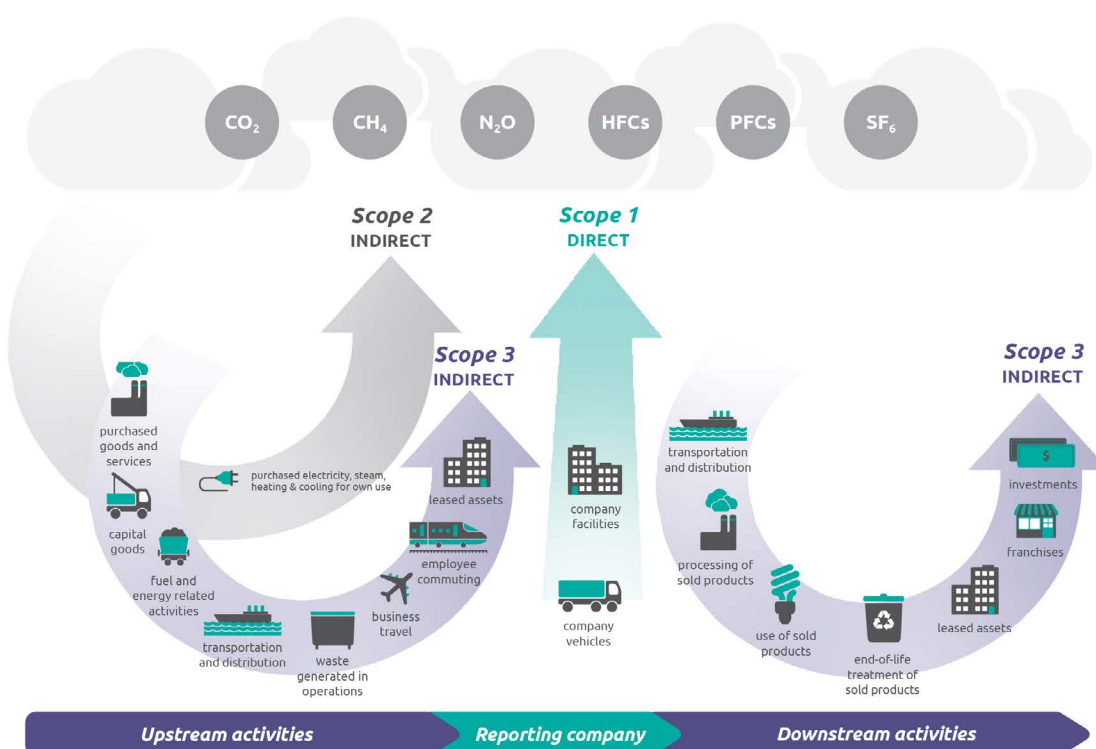 CO₂
CH₄
N₂O
HFCs
PFCs
SF₆
Scope 2
INDIRECT
Scope 1
DIRECT
Scope 3
INDIRECT
Scope 3
INDIRECT
purchased
goods and
services
capital
goods
fuel and
energy related
activities
transportation
and distribution
waste
generated in
operations
business
travel
employee
commuting
leased assets
purchased electricity, steam,
heating & cooling for own use
company
facilities
company
vehicles
transportation
and distribution
processing of
sold products
use of sold
products
end-of-life
treatment of
sold products
leased assets
franchises
$
investments
Upstream activities
Reporting company
Downstream activities